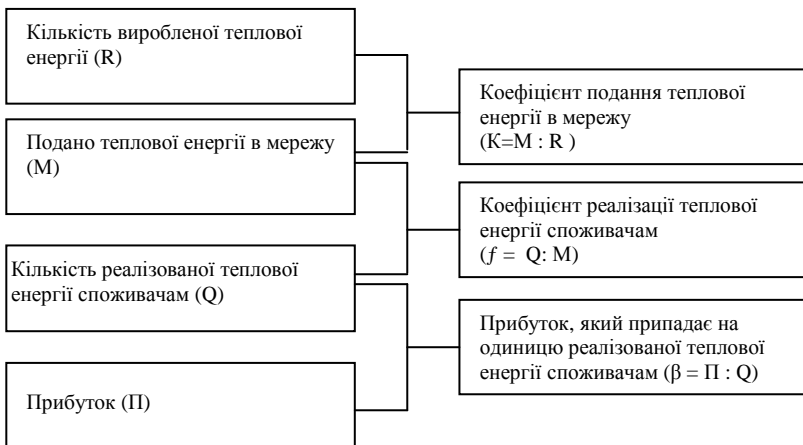 Кількість виробленої теплової
енергії (R)
Подано теплової енергії в мережу
(М)
Кількість реалізованої теплової
енергії споживачам (Q)
Прибуток (П)
Коефіцієнт подання теплової
енергії в мережу
(К=М : R )
Коефіцієнт реалізації теплової
енергії споживачам
(ƒ = Q: М)
Прибуток, який припадає на
одиницю реалізованої теплової
енергії споживачам (β = П : Q)